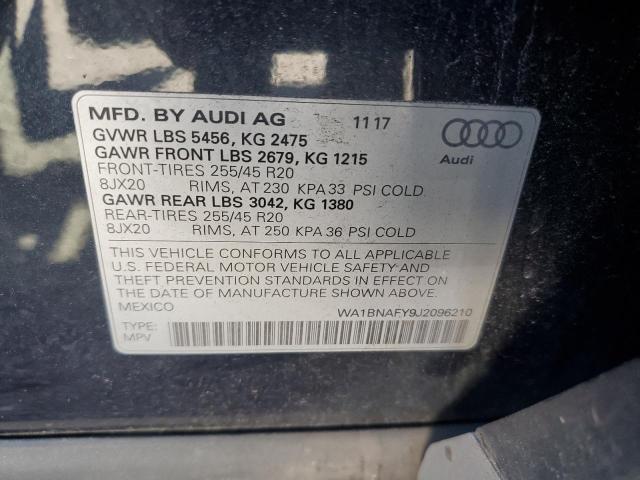 MFD. BY AUDI AG 11 17
GVWR LBS 5456, KG 2475
GAWR FRONT LBS 2679, KG 1215
FRONT-TIRES 255/45 R20
8JX20 RIMS, AT 230 KPA 33 PSI COLD
GAWR REAR LBS 3042, KG 1380
REAR-TIRES 255/45 R20
8JX20 RIMS, AT 250 KPA 36 PSI COLD
Audi
THIS VEHICLE CONFORMS TO ALL APPLICABLE
U.S. FEDERAL MOTOR VEHICLE SAFETY AND
THEFT PREVENTION STANDARDS IN EFFECT ON
THE DATE OF MANUFACTURE SHOWN ABOVE.
MEXICO WA1BNAFY9J2096210
TYPE:
MPV